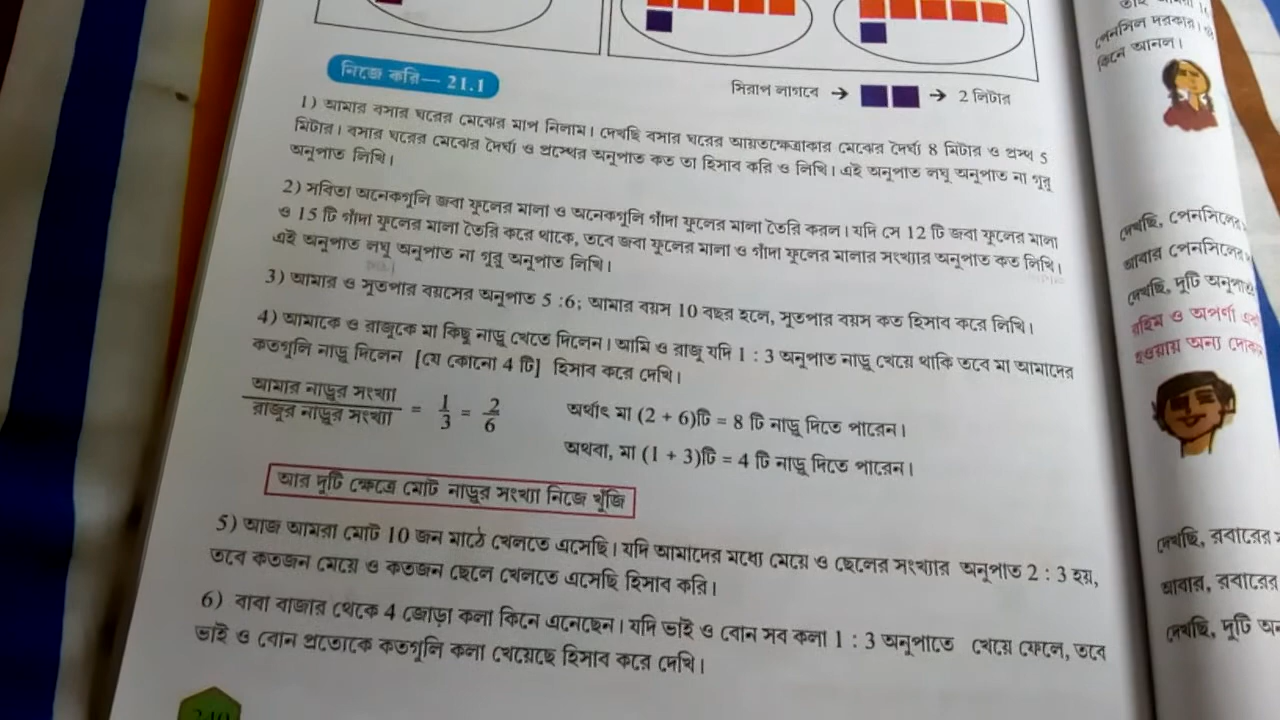 সিরাপ লাগবে → → 2 লিটার
নিজে করি— 21.1
1) আমার বসার ঘরের মেঝের মাপ নিলাম। দেখছি বসার ঘরের আয়তক্ষেত্রাকার মেঝের দৈর্ঘ্য 8 মিটার ও প্রস্থ 5
মিটার। বসার ঘরের মেঝের দৈর্ঘ্য ও প্রস্থের অনুপাত কত তা হিসাব করি ও লিখি। এই অনুপাত লঘু অনুপাত না গুরু
অনুপাত লিখি।
2) সবিতা অনেকগুলি জবা ফুলের মালা ও অনেকগুলি গাঁদা ফুলের মালা তৈরি করল। যদি সে 12 টি জবা ফুলের মালা
ও 15 টি গাঁদা ফুলের মালা তৈরি করে থাকে, তবে জবা ফুলের মালা ও গাঁদা ফুলের মালার সংখ্যার অনুপাত কত লিখি।
এই অনুপাত লঘু অনুপাত না গুরু অনুপাত লিখি।
3) আমার ও সুতপার বয়সের অনুপাত 5 :6; আমার বয়স 10 বছর হলে, সুতপার বয়স কত হিসাব করে লিখি।
4) আমাকে ও রাজুকে মা কিছু নাড়ু খেতে দিলেন। আমি ও রাজু যদি 1 : 3 অনুপাত নাড়ু খেয়ে থাকি তবে মা আমাদের
কতগুলি নাড়ু দিলেন [যে কোনো 4 টি] হিসাব করে দেখি।
আমার নাড়ুর সংখ্যা / রাজুর নাড়ুর সংখ্যা = 1/3 = 2/6
অর্থাৎ মা (2 + 6)টি = 8 টি নাড়ু দিতে পারেন।
অথবা, মা (1 + 3)টি = 4 টি নাড়ু দিতে পারেন।
আর দুটি ক্ষেত্রে মোট নাড়ুর সংখ্যা নিজে খুঁজি
5) আজ আমরা মোট 10 জন মাঠে খেলতে এসেছি। যদি আমাদের মধ্যে মেয়ে ও ছেলের সংখ্যার অনুপাত 2 : 3 হয়,
তবে কতজন মেয়ে ও কতজন ছেলে খেলতে এসেছি হিসাব করি।
6) বাবা বাজার থেকে 4 জোড়া কলা কিনে এনেছেন। যদি ভাই ও বোন সব কলা 1 : 3 অনুপাতে খেয়ে ফেলে, তবে
ভাই ও বোন প্রত্যেকে কতগুলি কলা খেয়েছে হিসাব করে দেখি।
পেনসিল দরকার।
কিনে আনল।
দেখছি, পেনসিলের
আবার পেনসিলের
দেখছি, দুটি অনুপাত
রহিম ও অপর্ণা
হওয়ায় অন্য
দেখছি, রবারের
আবার, রবারের
দেখছি, দুটি